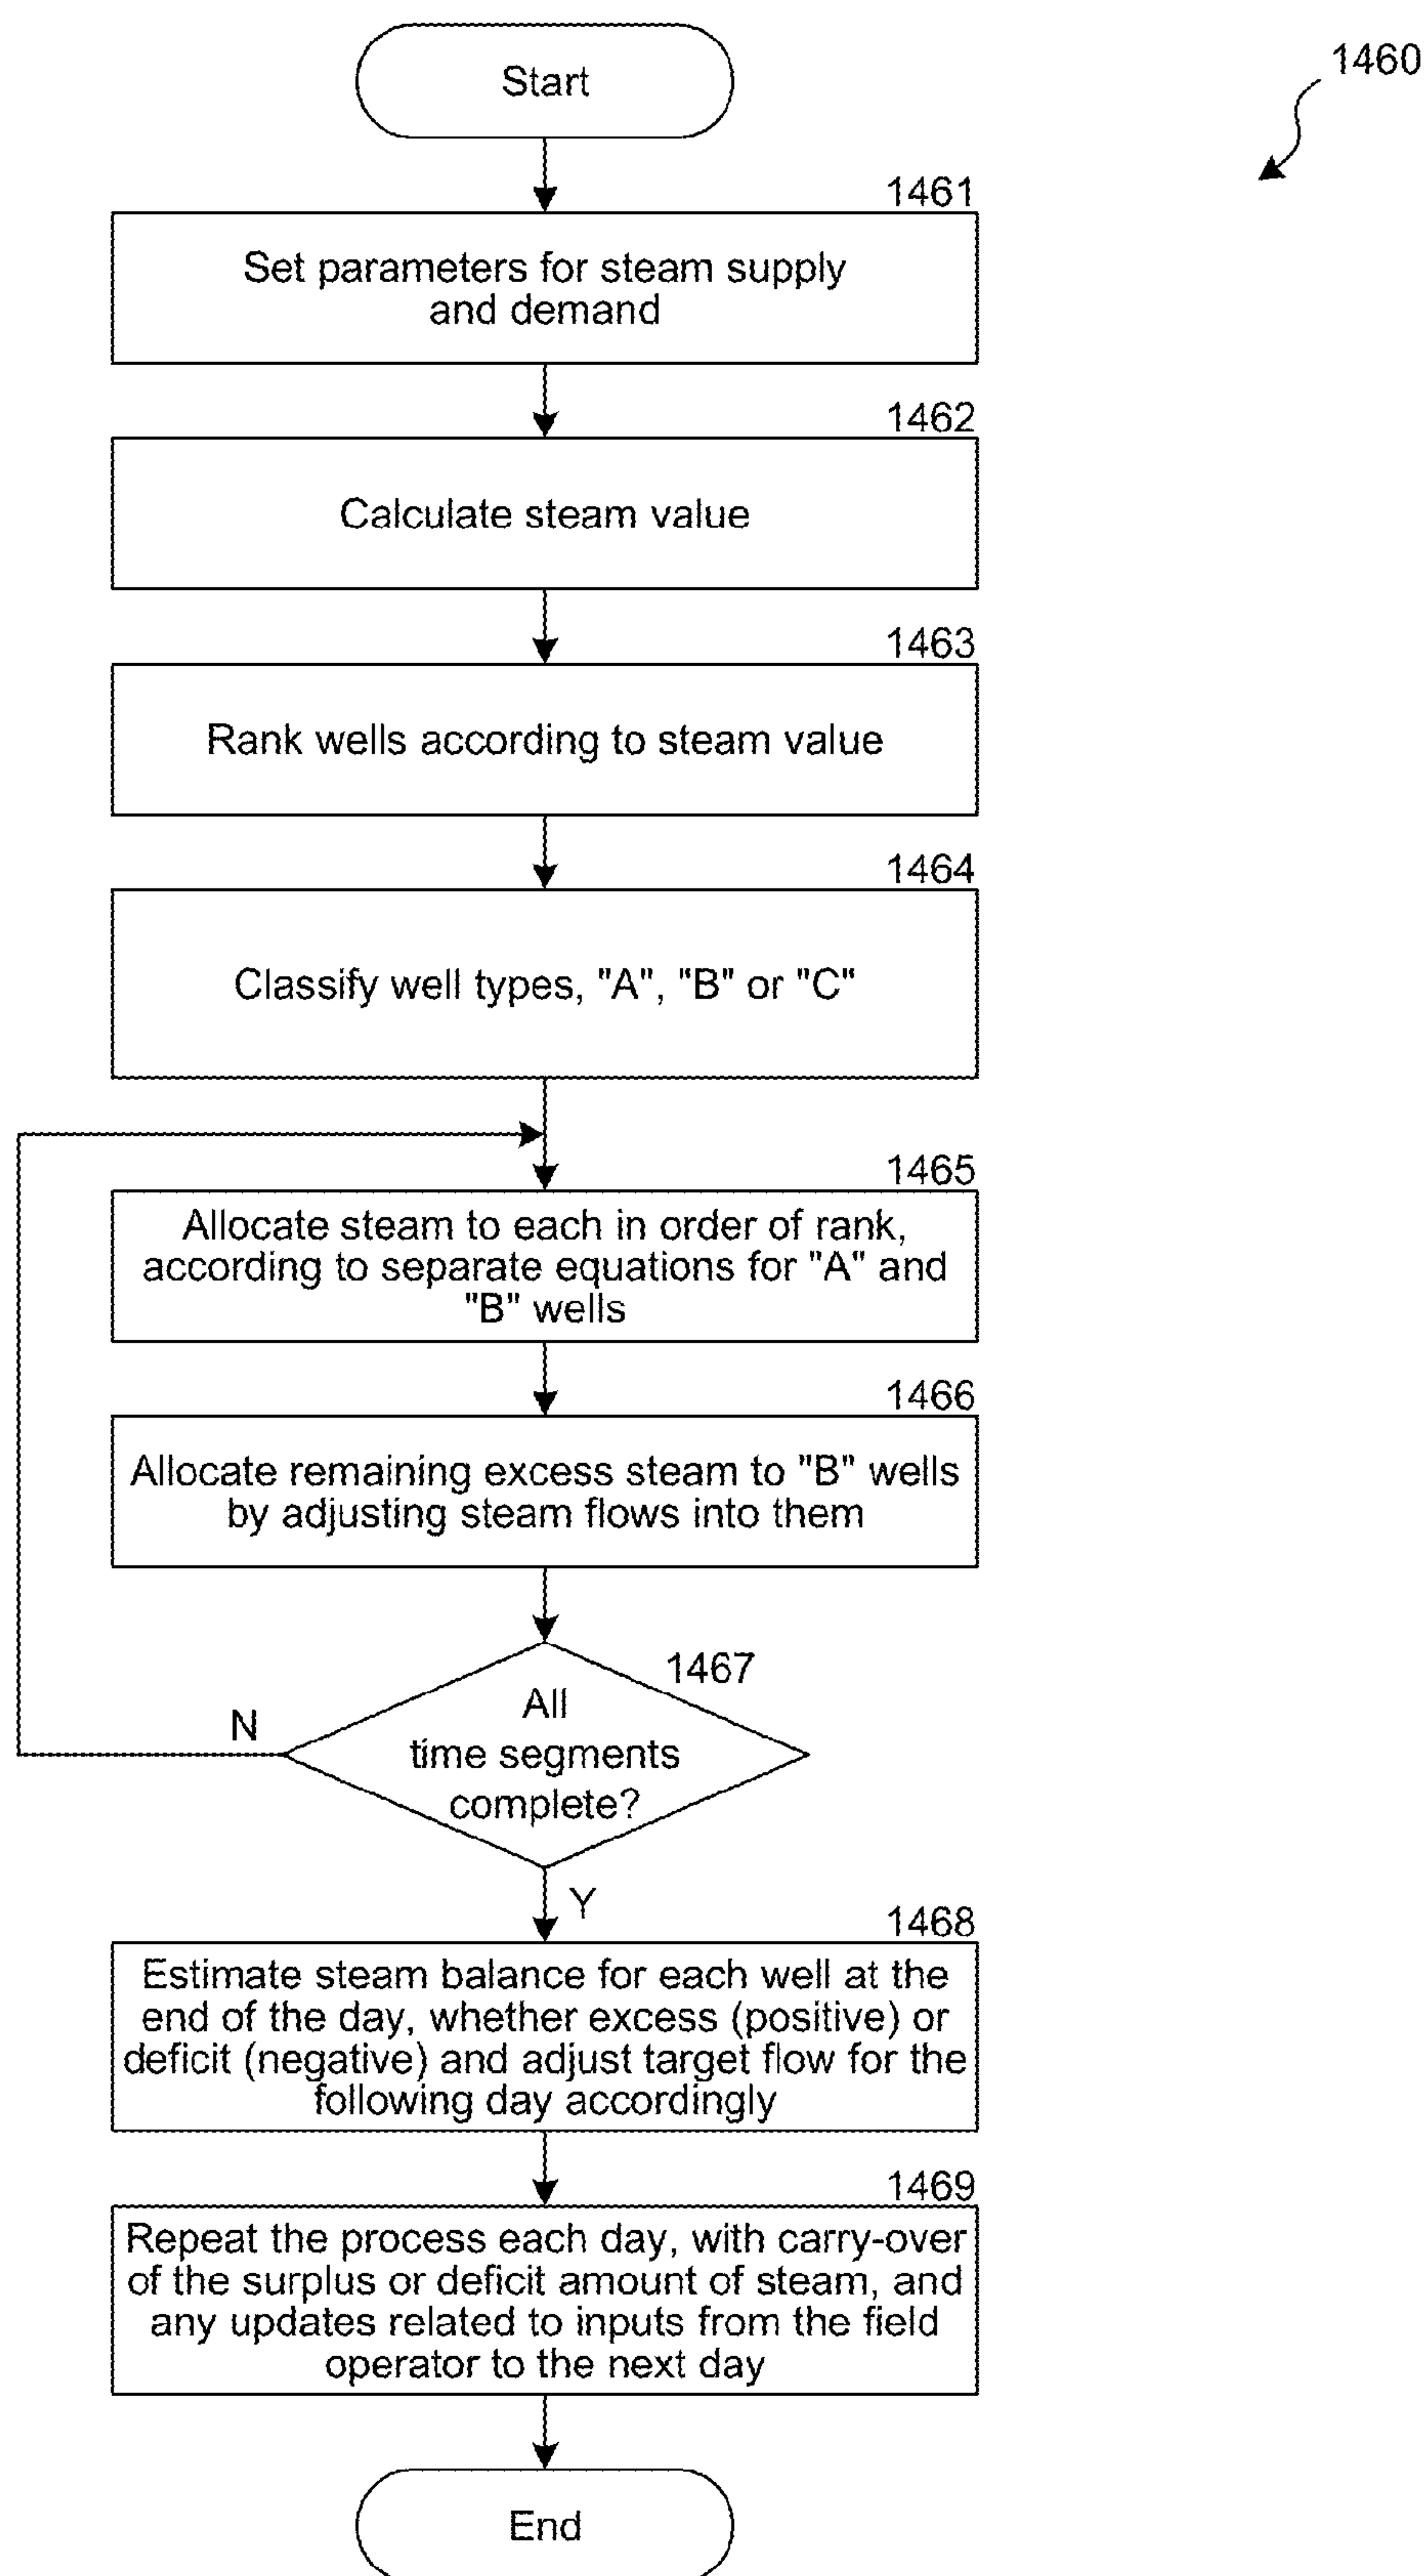 Start
1460
1461
Set parameters for steam supply
and demand
1462
Calculate steam value
1463
Rank wells according to steam value
1464
Classify well types, "A", "B" or "C"
1465
Allocate steam to each in order of rank,
according to separate equations for "A" and
"B" wells
1466
Allocate remaining excess steam to "B" wells
by adjusting steam flows into them
1467
All
time segments
complete?
N
Y
1468
Estimate steam balance for each well at the
end of the day, whether excess (positive) or
deficit (negative) and adjust target flow for the
following day accordingly
1469
Repeat the process each day, with carry-over
of the surplus or deficit amount of steam, and
any updates related to inputs from the field
operator to the next day
End